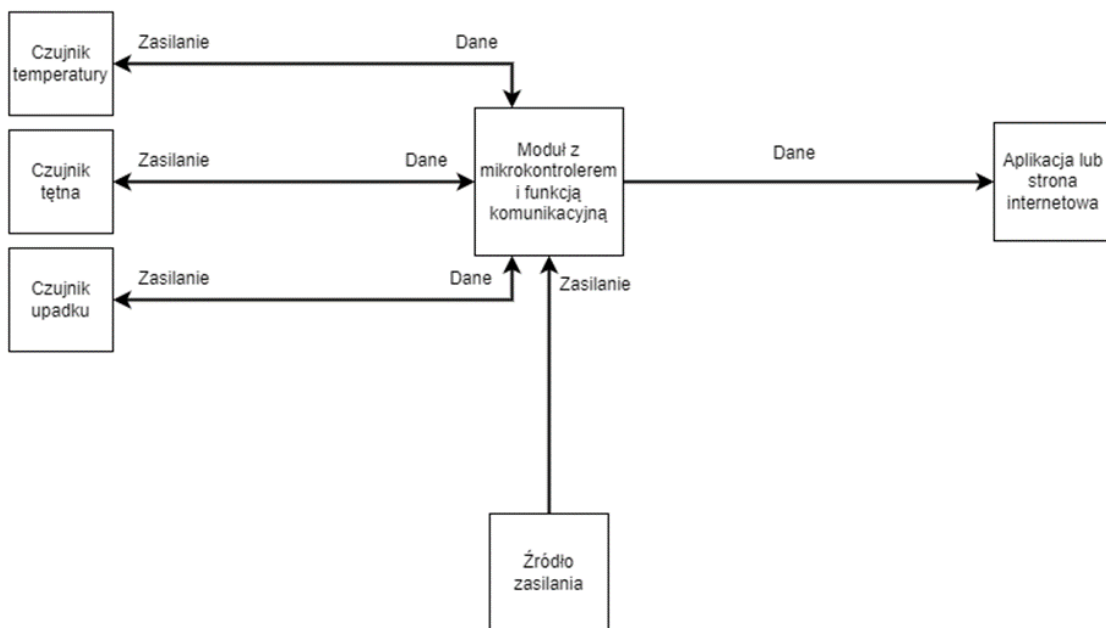 Czujnik
temperatury
Zasilanie
Dane
Czujnik
tętna
Zasilanie
Dane
Moduł z
mikrokontrolerem
i funkcją
komunikacyjną
Dane
Aplikacja lub
strona
internetowa
Czujnik
upadku
Zasilanie
Dane
Zasilanie
Źródło
zasilania